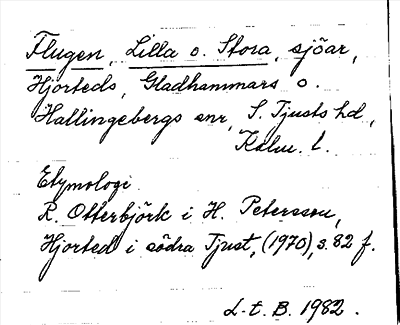 Flugen, Lilla o. Stora, sjöar,
Hjorteds, Gladhammars o.
Hallingebergs snr, S. Tjusts hd.,
Kalm. l.
Etymologi
R. Otterbjörk i H. Petersson,
Hjorted i södra Tjust, (1970), s. 82 f.
L-t. B. 1982.